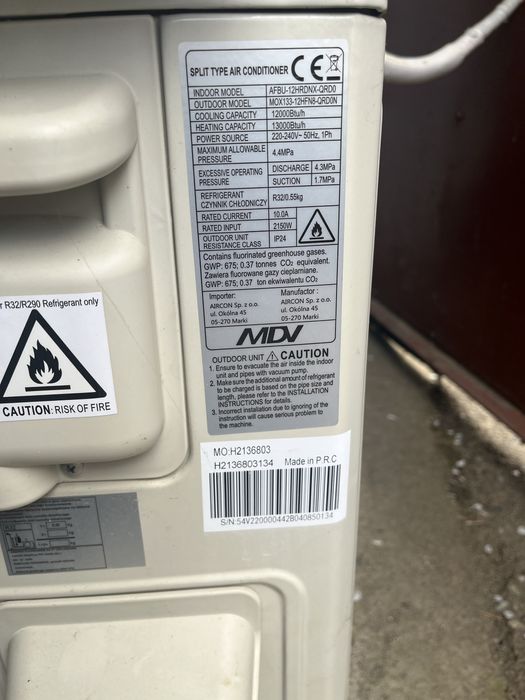 SPLIT TYPE AIR CONDITIONER CE
INDOOR MODEL AFBU-12HRDNX-QRD0
OUTDOOR MODEL MOX133-12HFN8-QRD0N
COOLING CAPACITY 12000Btu/h
HEATING CAPACITY 13000Btu/h
POWER SOURCE 220-240V~ 50Hz, 1Ph
MAXIMUM ALLOWABLE PRESSURE 4.4MPa
EXCESSIVE OPERATING PRESSURE DISCHARGE 4.3MPa
SUCTION 1.7MPa
REFRIGERANT
CZYNNIK CHŁODNICZY R32/0.55kg
RATED CURRENT 10.0A
RATED INPUT 2150W
OUTDOOR UNIT RESISTANCE CLASS IP24
Contains fluorinated greenhouse gases.
GWP: 675; 0.37 tonnes CO₂ equivalent.
Zawiera fluorowane gazy cieplarniane.
GWP: 675; 0.37 ton ekwiwalentu CO₂
Importer:
AIRCON Sp. z o.o.
ul. Okólna 45
05-270 Marki
Manufactor :
AIRCON Sp. z o.o.
ul. Okólna 45
05-270 Marki
MDV
OUTDOOR UNIT CAUTION
1. Ensure to evacuate the air inside the indoor
unit and pipes with vacuum pump.
2. Make sure the additional amount of refrigerant
to be charged is based on the pipe size and
length, please refer to the INSTALLATION
INSTRUCTIONS for details.
3. Incorrect installation due to ignoring of the
instruction will cause serious problem to
the machine.
R32/R290 Refrigerant only
CAUTION: RISK OF FIRE
MO:H2136803
H2136803134 Made in P.R.C
S/N:54V220000442B040850134